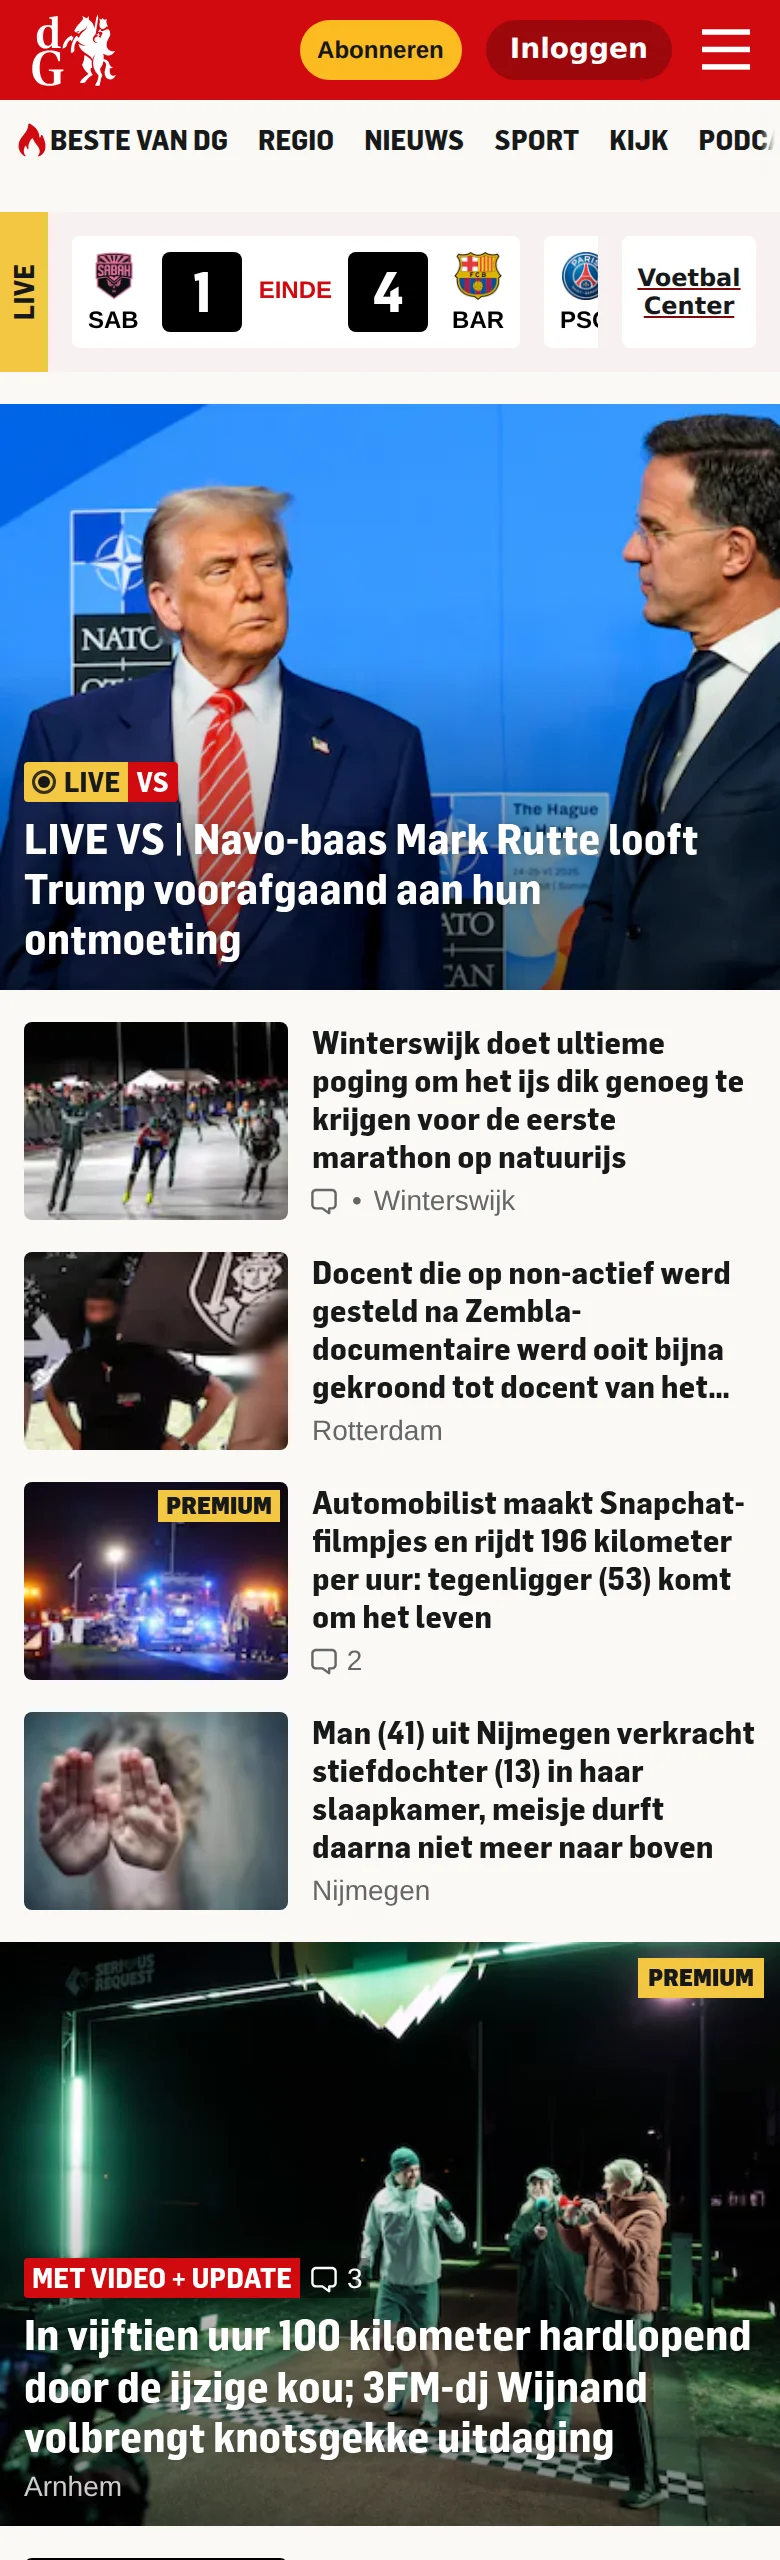 dG
Abonneren
Inloggen
BESTE VAN DG
REGIO
NIEUWS
SPORT
KIJK
LIVE
SABAH
SAB
1
EINDE
4
FCB
BAR
PARIS
Voetbal
Center
NATO
LIVE
VS
The Hague
LIVE VS | Navo-baas Mark Rutte looft
Trump voorafgaand aan hun
ontmoeting
Winterswijk doet ultieme
poging om het ijs dik genoeg te
krijgen voor de eerste
marathon op natuurijs
• Winterswijk
Docent die op non-actief werd
gesteld na Zembla-
documentaire werd ooit bijna
gekroond tot docent van het...
Rotterdam
PREMIUM
Automobilist maakt Snapchat-
filmpjes en rijdt 196 kilometer
per uur: tegenligger (53) komt
om het leven
2
Man (41) uit Nijmegen verkracht
stiefdochter (13) in haar
slaapkamer, meisje durft
daarna niet meer naar boven
Nijmegen
SERIOUS
REQUEST
PREMIUM
MET VIDEO + UPDATE
3
In vijftien uur 100 kilometer hardlopend
door de ijzige kou; 3FM-dj Wijnand
volbrengt knotsgekke uitdaging
Arnhem